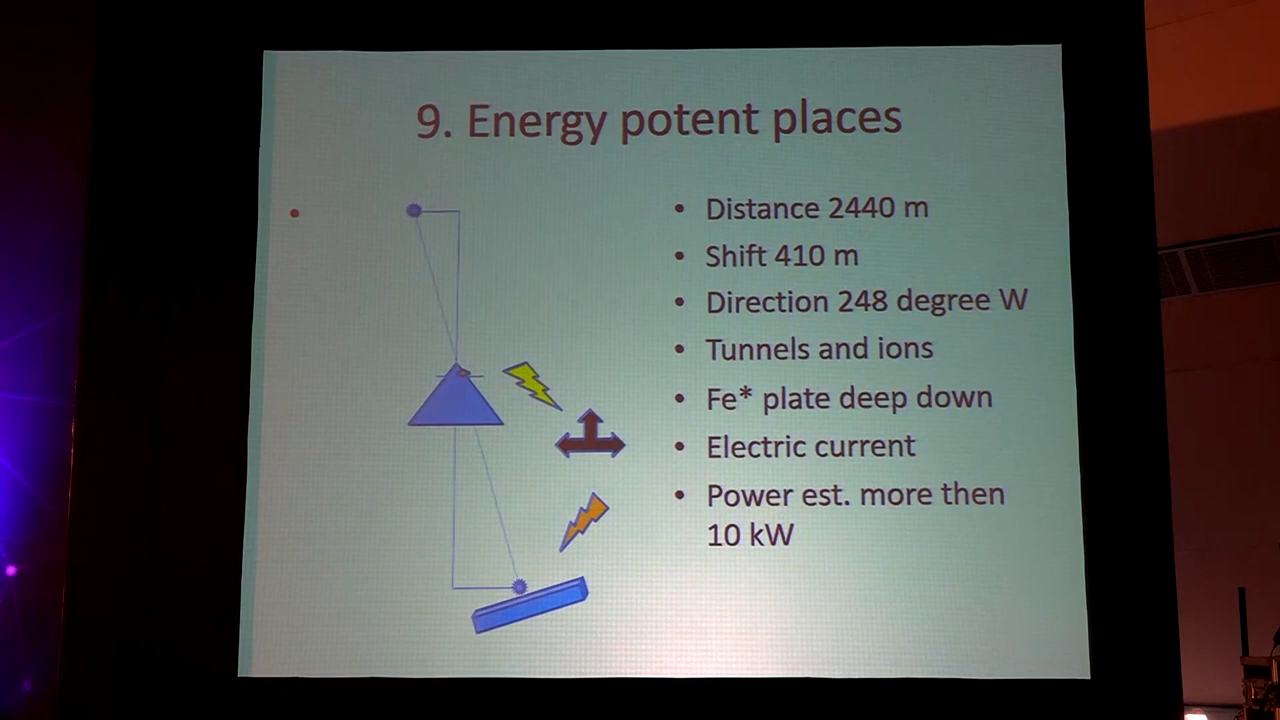 9. Energy potent places
• Distance 2440 m
• Shift 410 m
• Direction 248 degree W
• Tunnels and ions
• Fe* plate deep down
• Electric current
• Power est. more then
10 kW